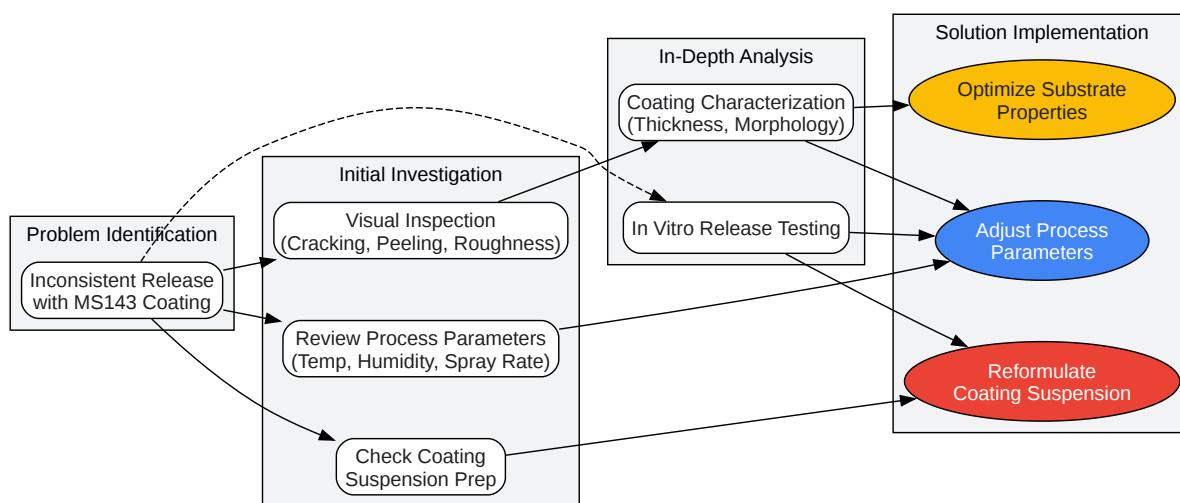 Problem Identification
Inconsistent Release
with MS143 Coating
Initial Investigation
Visual Inspection
(Cracking, Peeling, Roughness)
Review Process Parameters
(Temp, Humidity, Spray Rate)
Check Coating
Suspension Prep
In-Depth Analysis
Coating Characterization
(Thickness, Morphology)
In Vitro Release Testing
Solution Implementation
Optimize Substrate
Properties
Adjust Process
Parameters
Reformulate
Coating Suspension